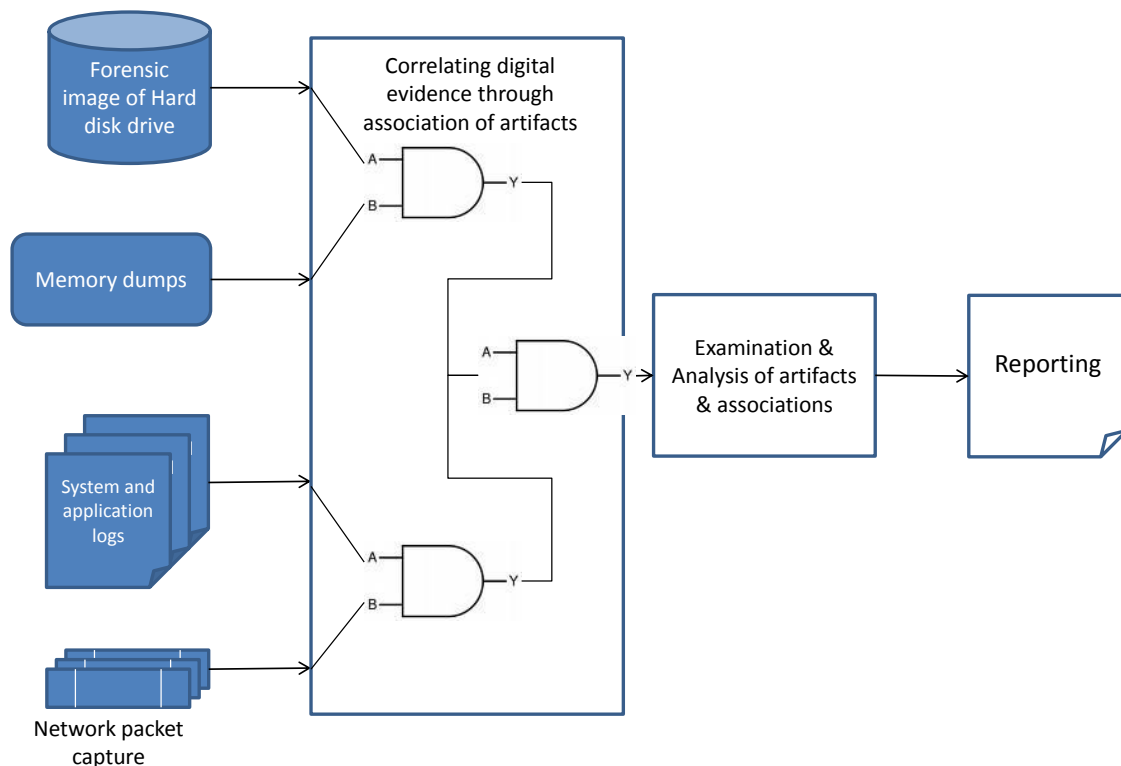 Forensic
image of Hard
disk drive
Correlating digital
evidence through
association of artifacts
A
B
Y
Memory dumps
A
B
Y
Examination &
Analysis of artifacts
& associations
Reporting
System and
application
logs
A
B
Y
Network packet
capture